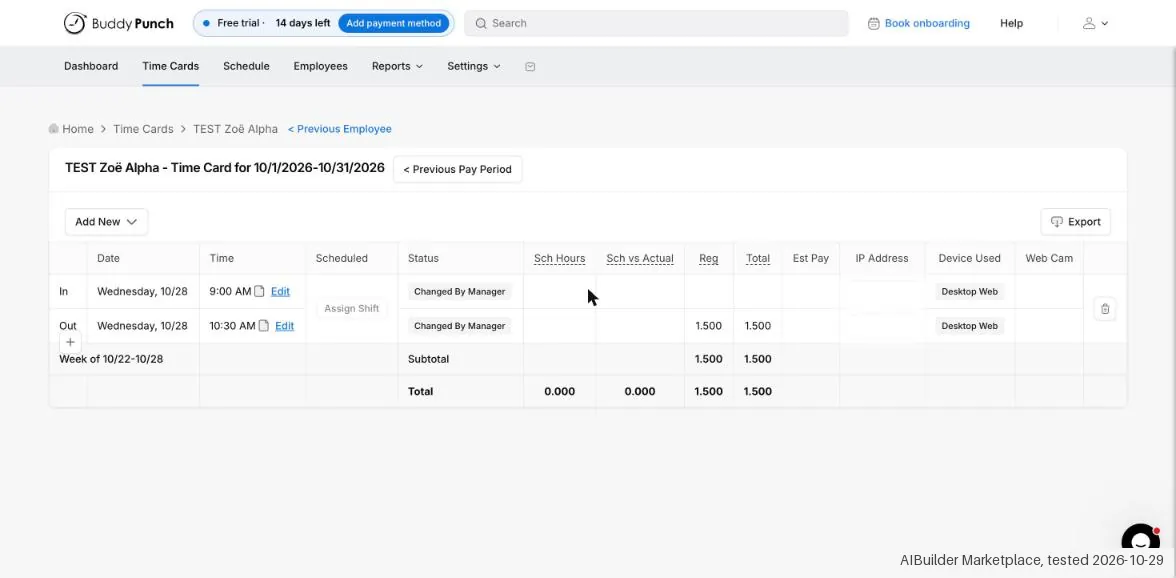 Buddy Punch
Free trial · 14 days left Add payment method
Search
Book onboarding
Help
Dashboard Time Cards Schedule Employees Reports Settings
Home > Time Cards > TEST Zoë Alpha < Previous Employee
TEST Zoë Alpha - Time Card for 10/1/2026-10/31/2026 < Previous Pay Period
Add New
Export
Date Time Scheduled Status Sch Hours Sch vs Actual Reg Total Est Pay IP Address Device Used Web Cam
In Wednesday, 10/28 9:00 AM Edit Changed By Manager Desktop Web
Assign Shift
Out Wednesday, 10/28 10:30 AM Edit Changed By Manager 1.500 1.500 Desktop Web
+
Week of 10/22-10/28 Subtotal 1.500 1.500
Total 0.000 0.000 1.500 1.500
AIBuilder Marketplace, tested 2026-10-29